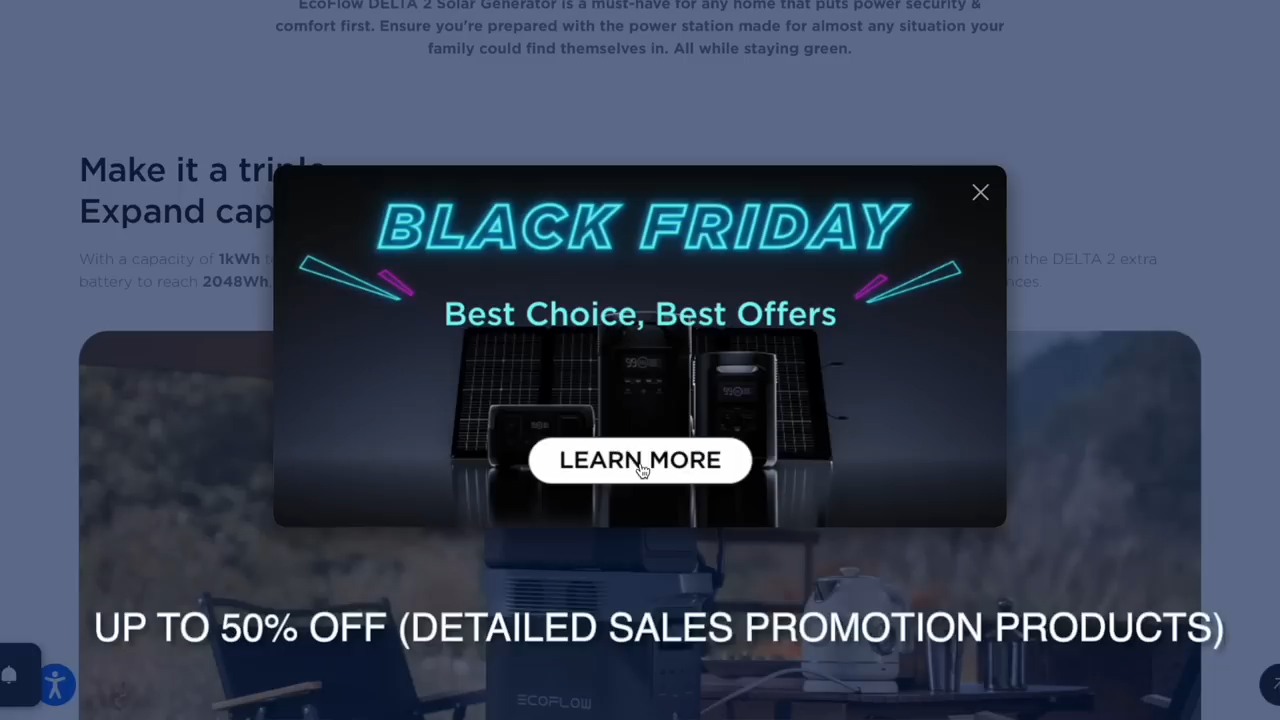 EcoFlow DELTA 2 Solar Generator is a must-have for any home that puts power security &
comfort first. Ensure you're prepared with the power station made for almost any situation your
family could find themselves in. All while staying green.
Make it a triple
Expand cap
With a capacity of 1kWh
on the DELTA 2 extra
battery to reach 2048Wh
BLACK FRIDAY
Best Choice, Best Offers
LEARN MORE
UP TO 50% OFF (DETAILED SALES PROMOTION PRODUCTS)
ECOFLOW